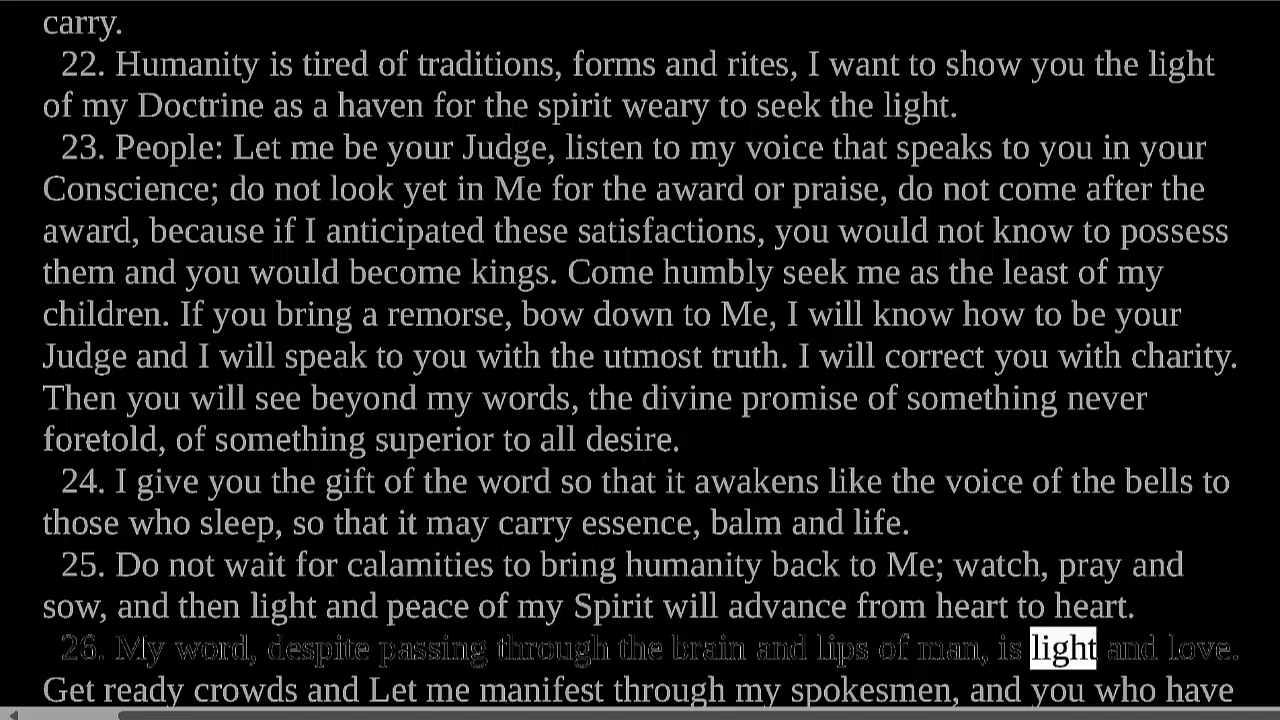 carry.
22. Humanity is tired of traditions, forms and rites, I want to show you the light
of my Doctrine as a haven for the spirit weary to seek the light.
23. People: Let me be your Judge, listen to my voice that speaks to you in your
Conscience; do not look yet in Me for the award or praise, do not come after the
award, because if I anticipated these satisfactions, you would not know to possess
them and you would become kings. Come humbly seek me as the least of my
children. If you bring a remorse, bow down to Me, I will know how to be your
Judge and I will speak to you with the utmost truth. I will correct you with charity.
Then you will see beyond my words, the divine promise of something never
foretold, of something superior to all desire.
24. I give you the gift of the word so that it awakens like the voice of the bells to
those who sleep, so that it may carry essence, balm and life.
25. Do not wait for calamities to bring humanity back to Me; watch, pray and
sow, and then light and peace of my Spirit will advance from heart to heart.
26. My word, despite passing through the brain and lips of man, is light and love.
Get ready crowds and Let me manifest through my spokesmen, and you who have